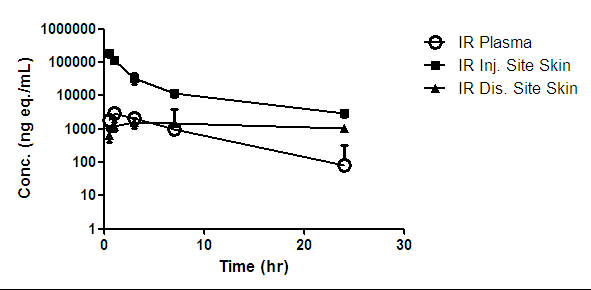 1000000
100000
10000
1000
100
10
1
Conc. (ng eq./mL)
0 10 20 30
Time (hr)
IR Plasma
IR Inj. Site Skin
IR Dis. Site Skin